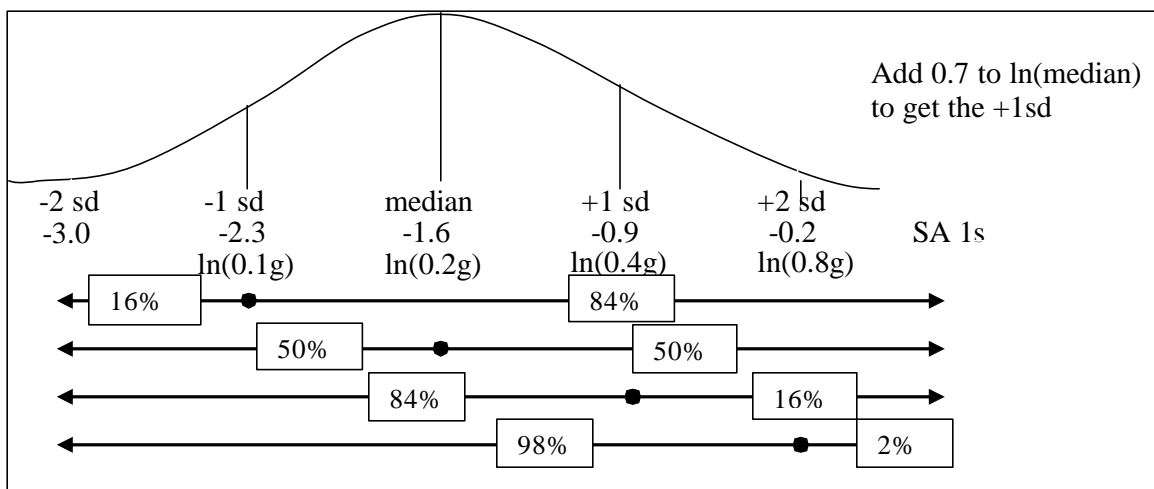 Add 0.7 to ln(median)
to get the +1sd
-2 sd -1 sd median +1 sd +2 sd
-3.0 -2.3 -1.6 -0.9 -0.2 SA 1s
ln(0.1g) ln(0.2g) ln(0.4g) ln(0.8g)
16% 84%
50% 50%
84% 16%
98% 2%